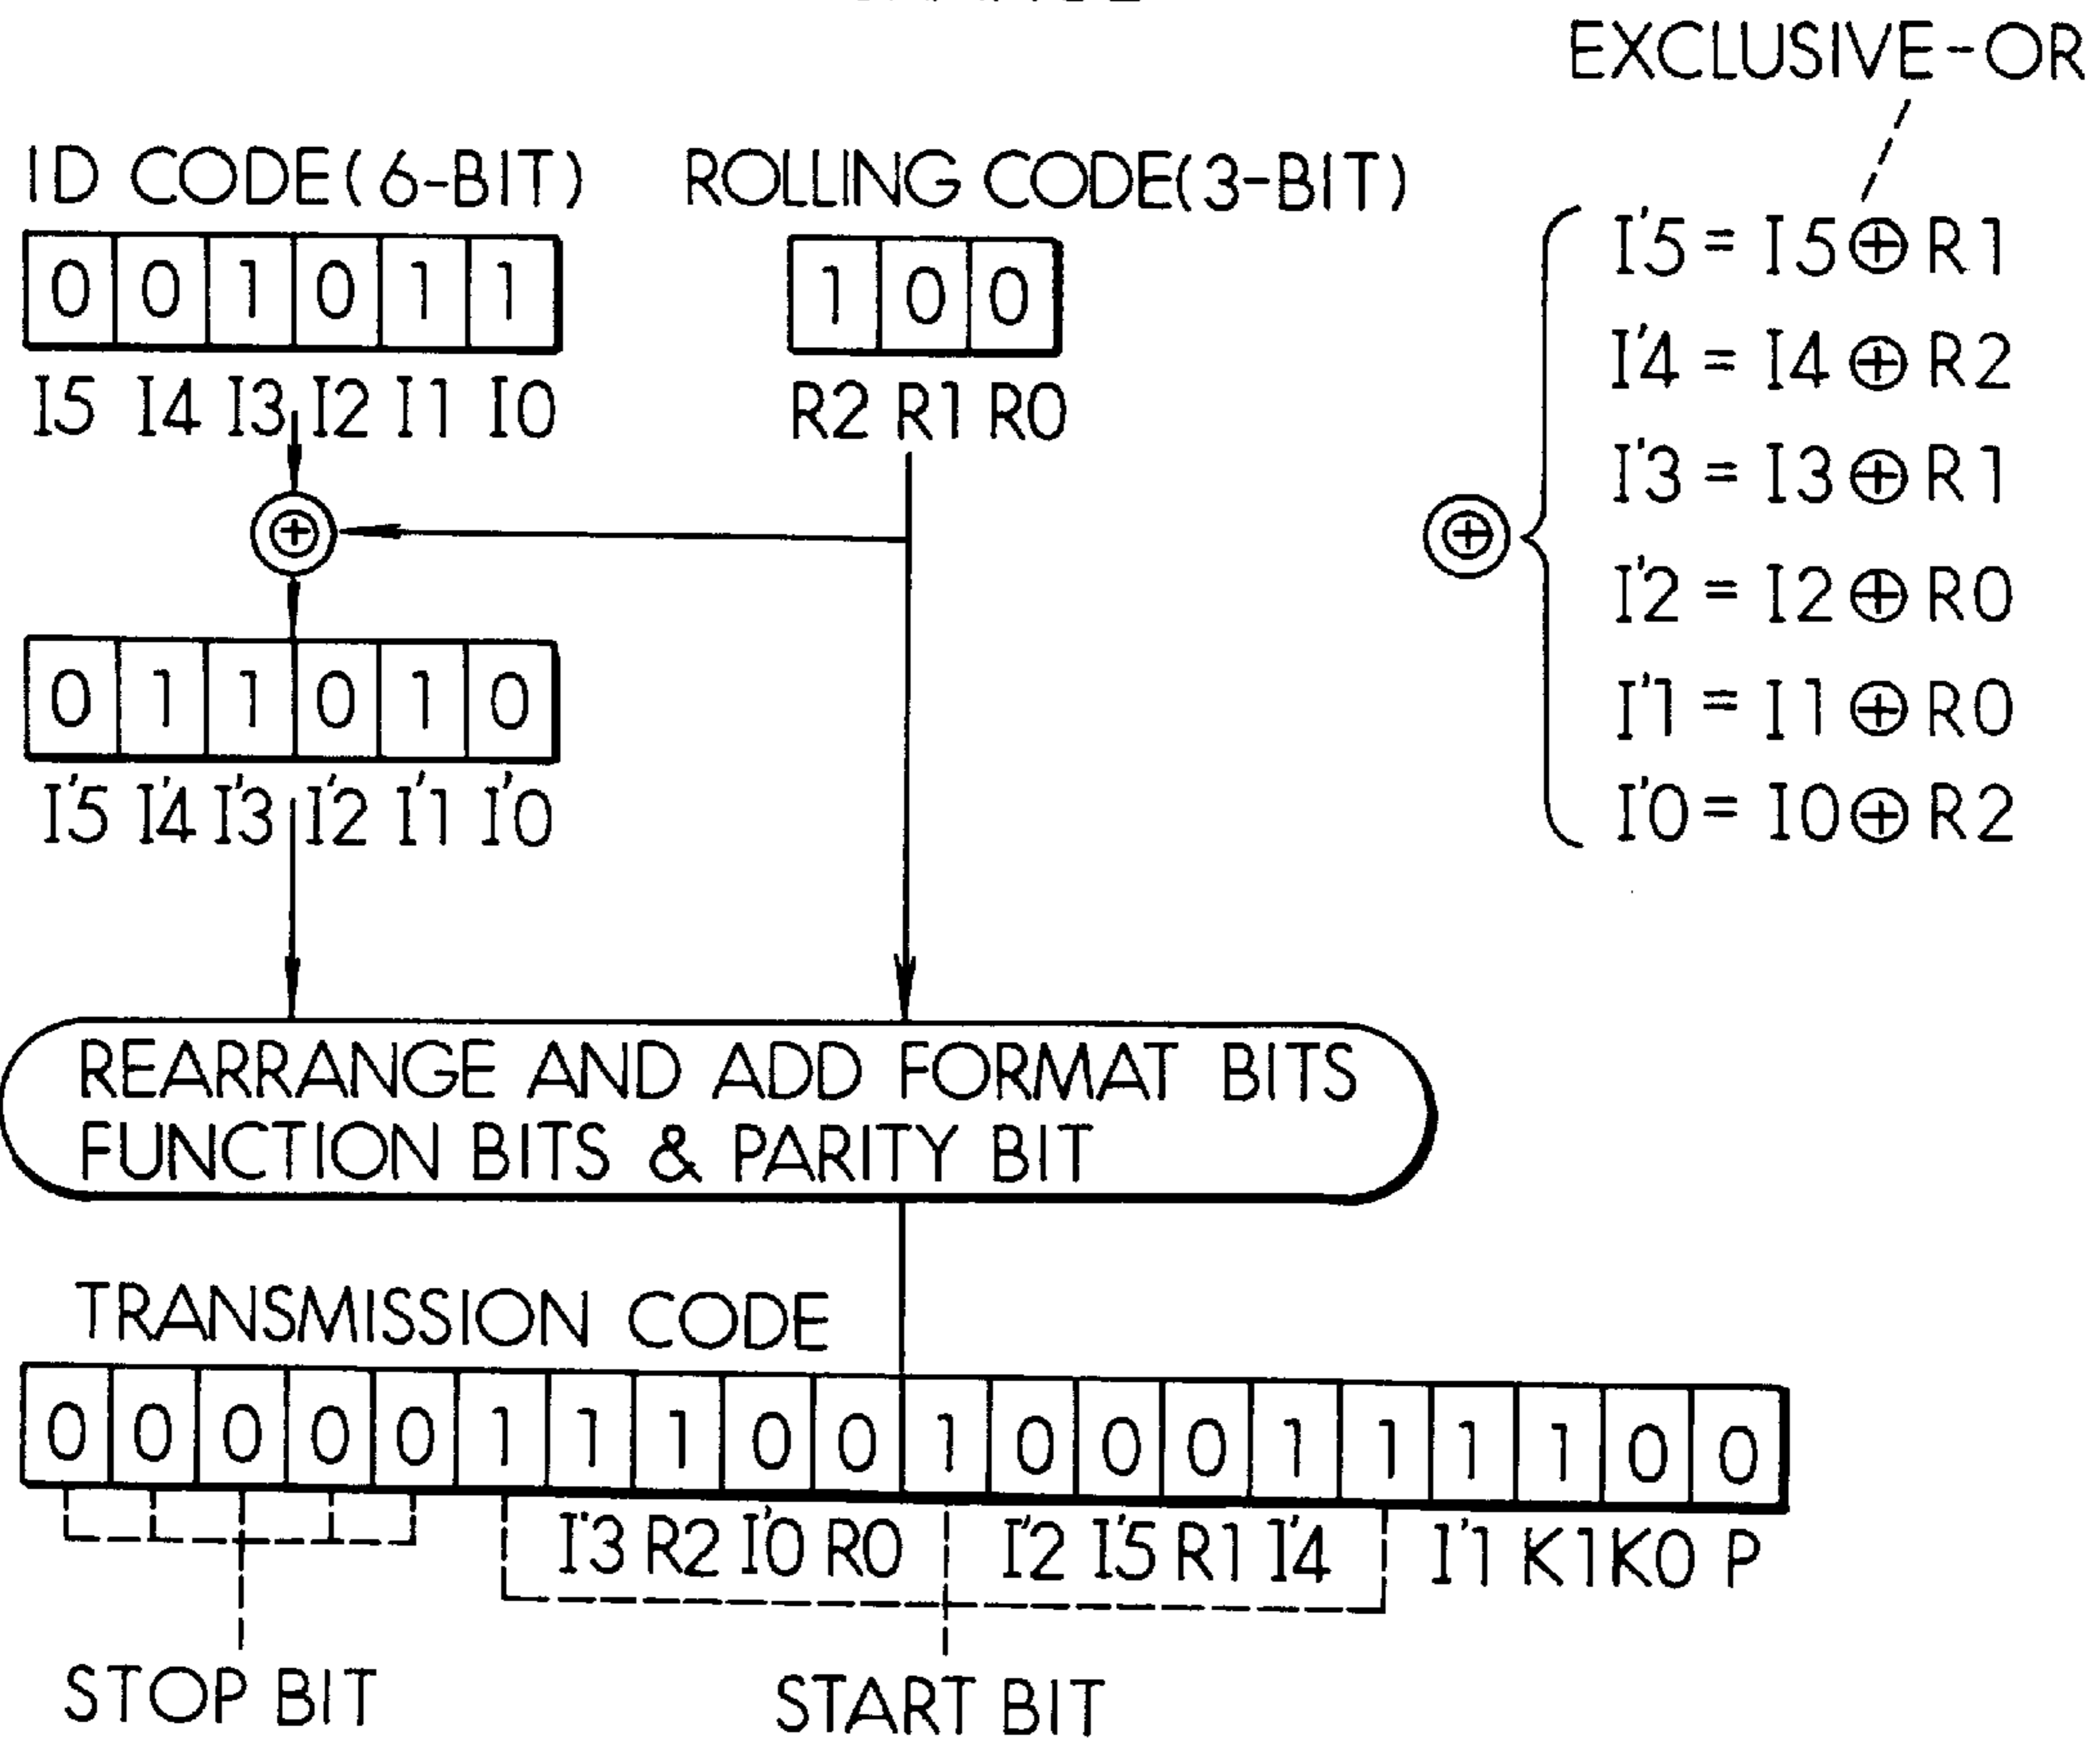 EXCLUSIVE-OR
ID CODE(6-BIT) ROLLING CODE(3-BIT)
0 0 1 0 1 1
1 0 0
I5 I4 I3 I2 I1 I0
R2 R1 R0
⊕
0 1 1 0 1 0
I'5 I'4 I'3 I'2 I'1 I'0
⊕
I'5 = I5 ⊕ R1
I'4 = I4 ⊕ R2
I'3 = I3 ⊕ R1
I'2 = I2 ⊕ R0
I'1 = I1 ⊕ R0
I'0 = I0 ⊕ R2
REARRANGE AND ADD FORMAT BITS
FUNCTION BITS & PARITY BIT
TRANSMISSION CODE
0 0 0 0 0 1 1 1 0 0 1 0 0 0 1 1 1 1 0 0
I'3 R2 I'0 R0 I'2 I'5 R1 I'4 I'1 K1 K0 P
STOP BIT
START BIT